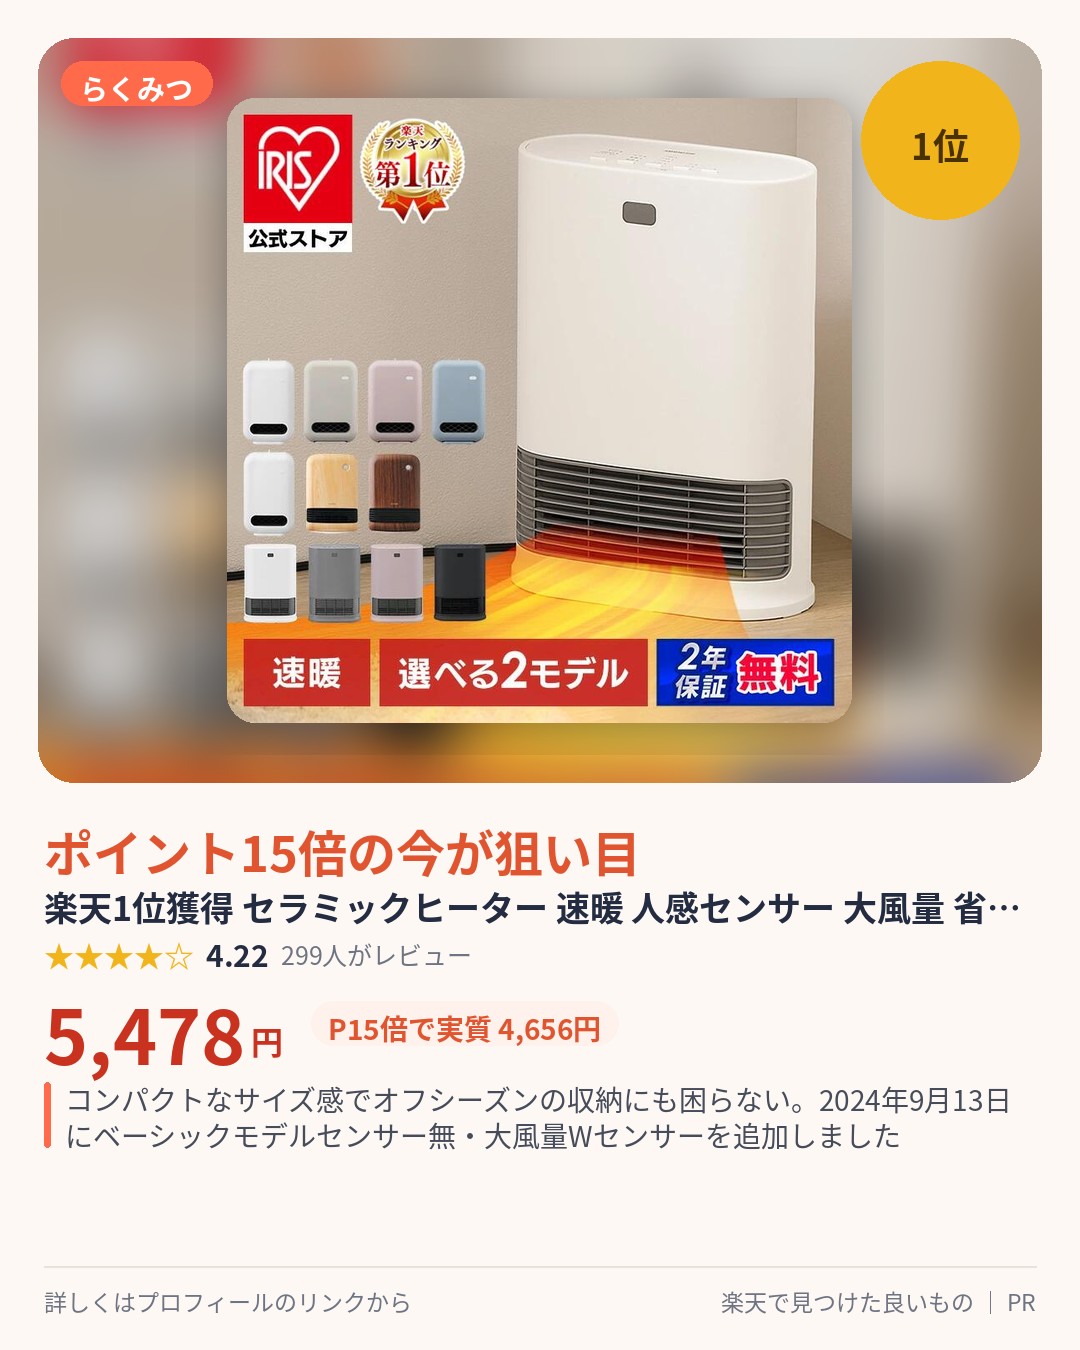 らくみつ
1位
IRIS
公式ストア
楽天
ランキング
第1位
速暖
選べる2モデル
2年
保証
無料
ポイント15倍の今が狙い目
楽天1位獲得 セラミックヒーター 速暖 人感センサー 大風量 省…
★★★★☆ 4.22 299人がレビュー
5,478円 P15倍で実質 4,656円
コンパクトなサイズ感でオフシーズンの収納にも困らない。2024年9月13日
にベーシックモデルセンサー無・大風量Wセンサーを追加しました
詳しくはプロフィールのリンクから
楽天で見つけた良いもの｜PR